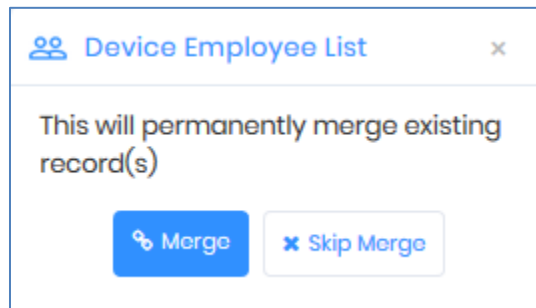 Device Employee List
This will permanently merge existing
record(s)
Merge
Skip Merge